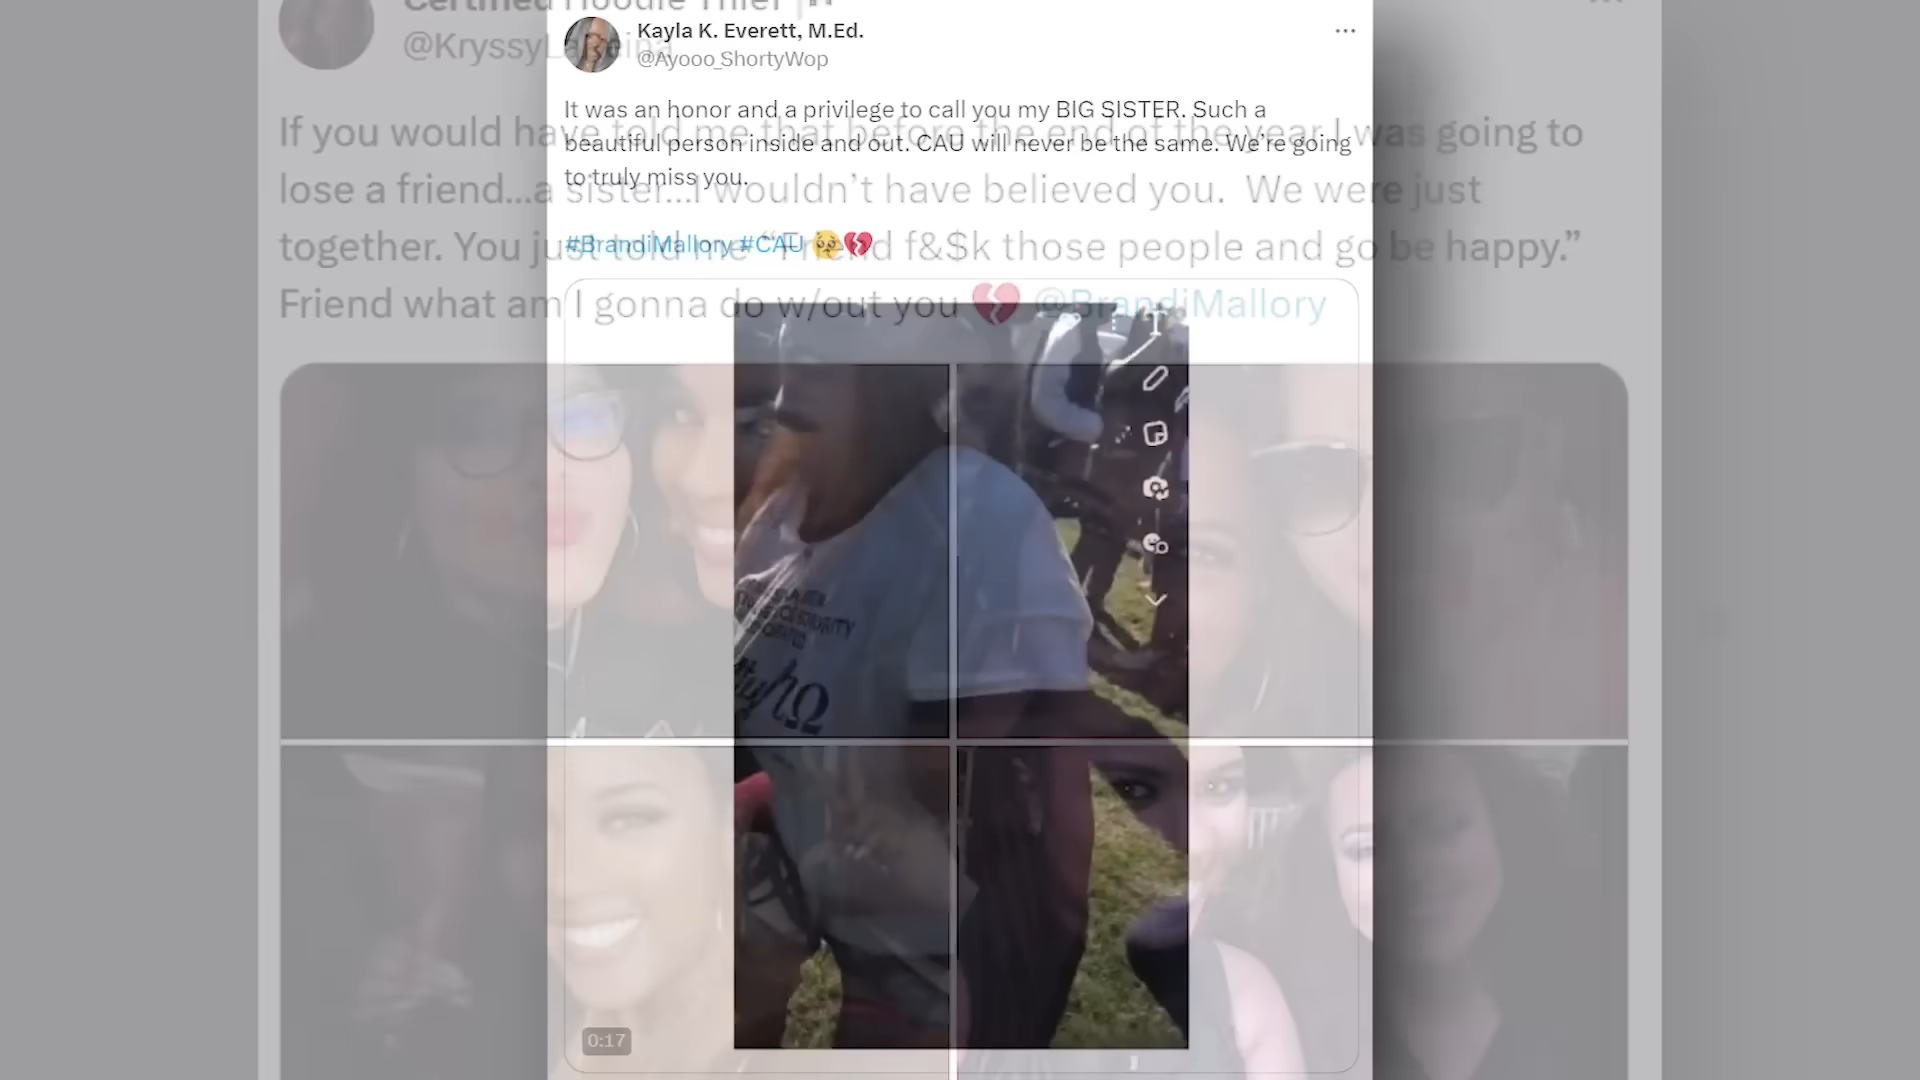 Certified Hoodie Thief
@KryssyLa
Kayla K. Everett, M.Ed.
@Ayooo_ShortyWop
It was an honor and a privilege to call you my BIG SISTER. Such a
beautiful person inside and out. CAU will never be the same. We’re going
to truly miss you.
#BrandiMallory #CAU 🥺💔
If you would have told me that before the end of the year I was going to
lose a friend...a sister...I wouldn’t have believed you. We were just
together. You just told me “Friend f&$k those people and go be happy.”
Friend what am I gonna do w/out you 💔 @BrandiMallory
0:17